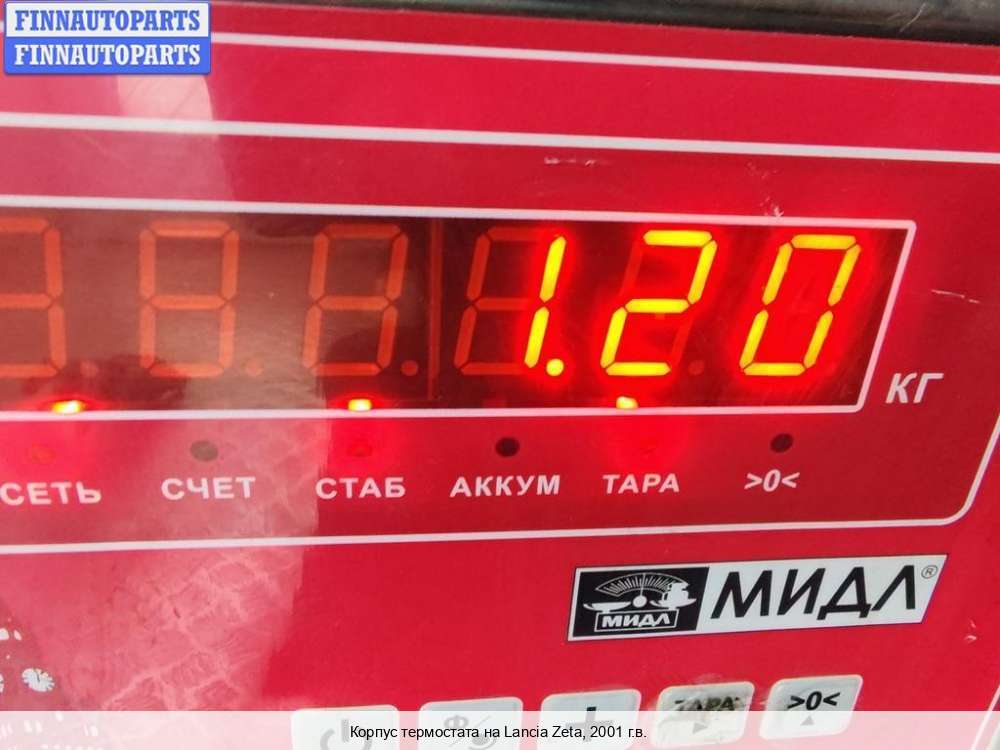 FINNAUTOPARTS
FINNAUTOPARTS
1.20
КГ
СЕТЬ СЧЕТ СТАБ АККУМ ТАРА >0<
МИДЛ МИДЛ®
ТАРА >0<
Корпус термостата на Lancia Zeta, 2001 г.в.